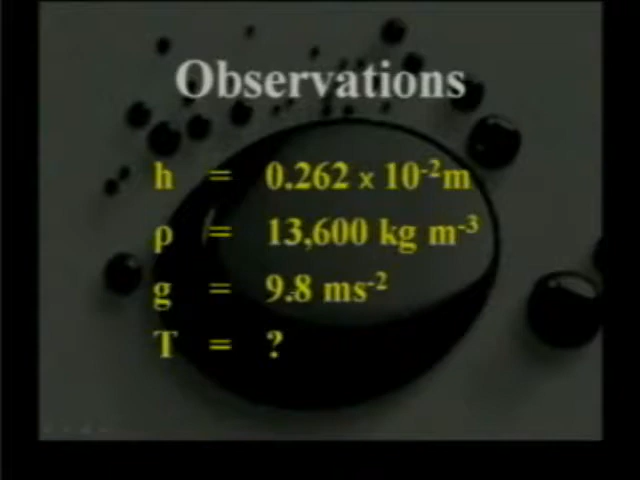 Observations
h = 0.262 x 10⁻²m
ρ = 13,600 kg m⁻³
g = 9.8 ms⁻²
T = ?